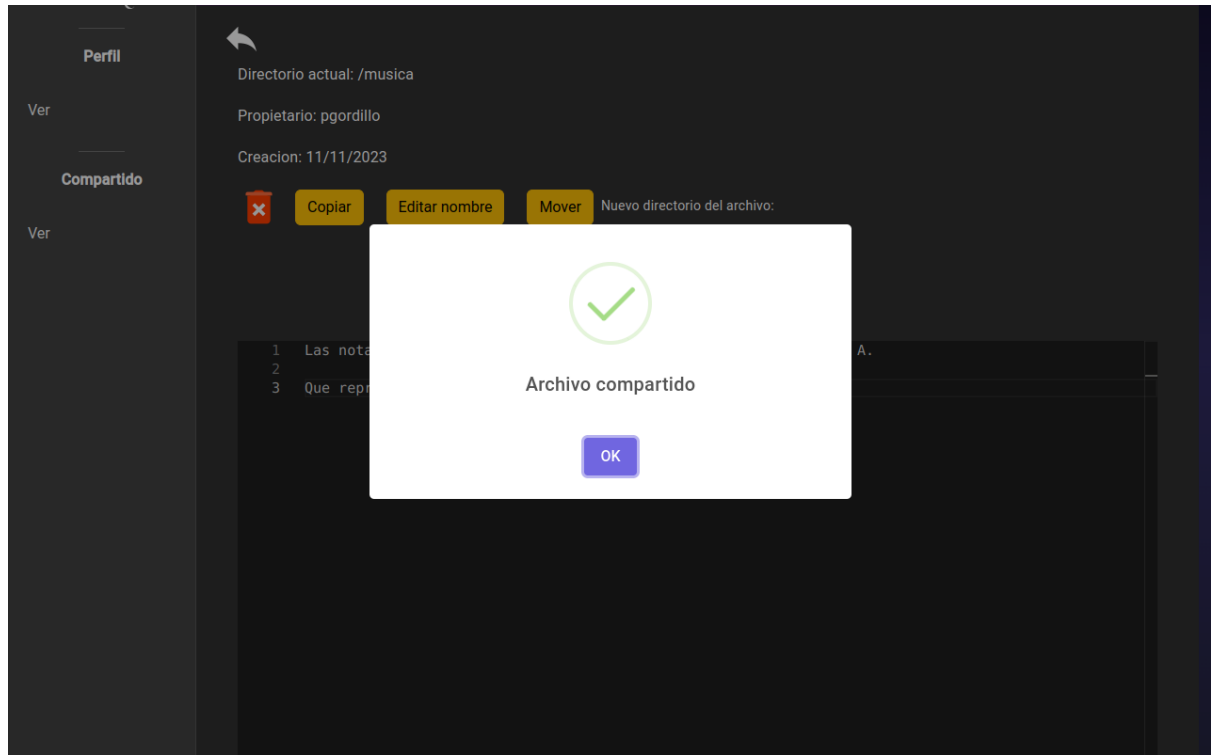 Perfil
Ver
Compartido
Ver
Directorio actual: /musica
Propietario: pgordillo
Creacion: 11/11/2023
Copiar Editar nombre Mover Nuevo directorio del archivo:
1 Las nota A.
2
3 Que repr
Archivo compartido
OK